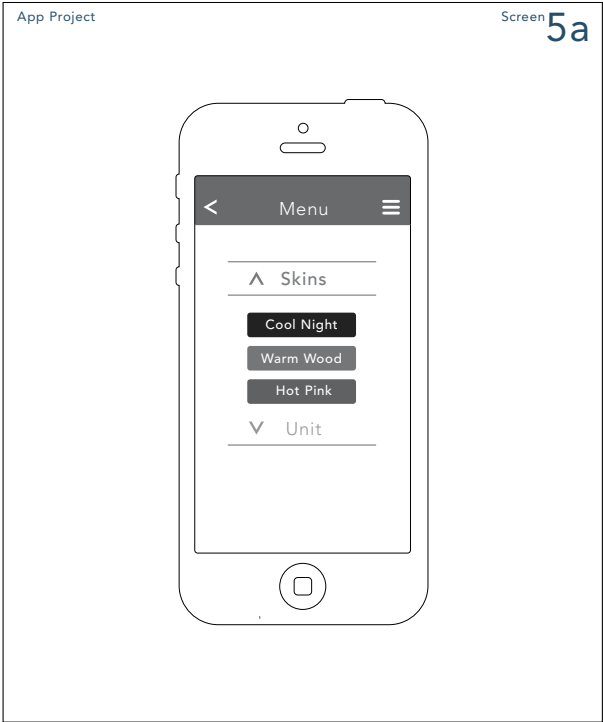 App Project
Screen 5a
Menu
Skins
Cool Night
Warm Wood
Hot Pink
Unit